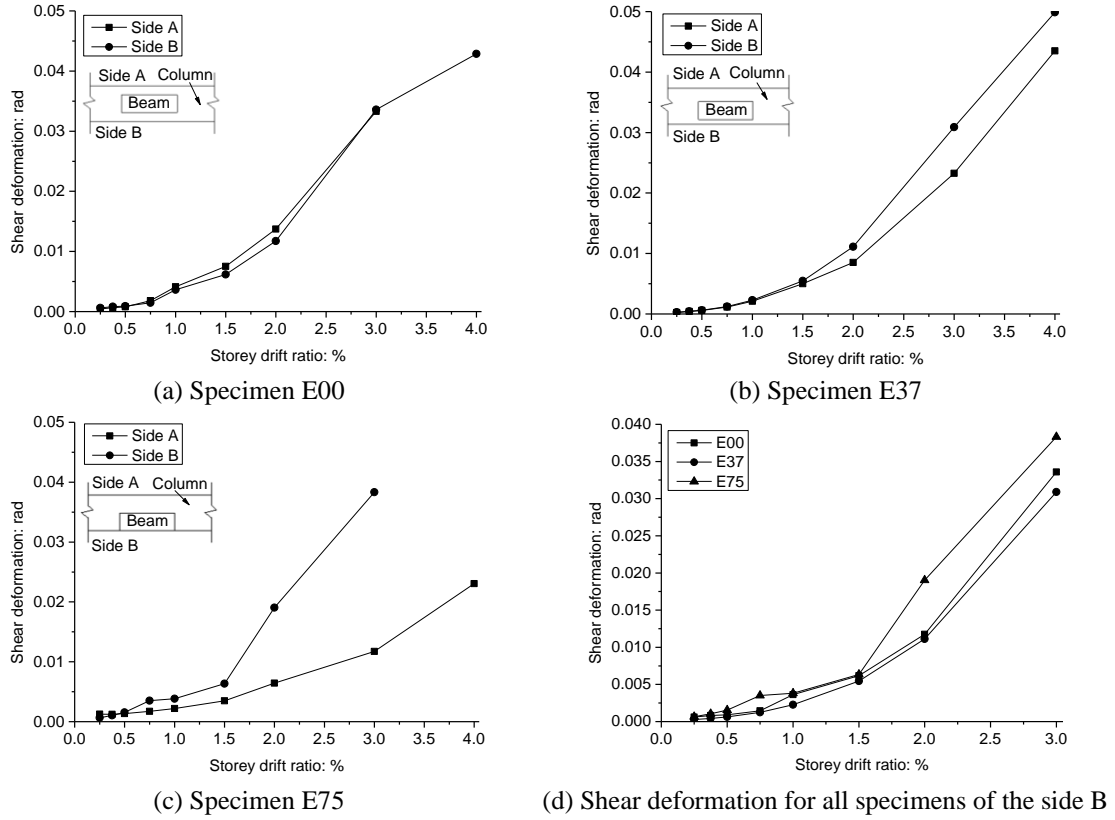 Side A
Side B
Side A
Column
Beam
Side B
Shear deformation: rad
0.05
0.04
0.03
0.02
0.01
0.00
0.0 0.5 1.0 1.5 2.0 2.5 3.0 3.5 4.0
Storey drift ratio: %
(a) Specimen E00
Side A
Side B
Side A
Column
Beam
Side B
Shear deformation: rad
0.05
0.04
0.03
0.02
0.01
0.00
0.0 0.5 1.0 1.5 2.0 2.5 3.0 3.5 4.0
Storey drift ratio: %
(b) Specimen E37
Side A
Side B
Side A
Column
Beam
Side B
Shear deformation: rad
0.05
0.04
0.03
0.02
0.01
0.00
0.0 0.5 1.0 1.5 2.0 2.5 3.0 3.5 4.0
Storey drift ratio: %
(c) Specimen E75
E00
E37
E75
Shear deformation: rad
0.040
0.035
0.030
0.025
0.020
0.015
0.010
0.005
0.000
0.0 0.5 1.0 1.5 2.0 2.5 3.0
Storey drift ratio: %
(d) Shear deformation for all specimens of the side B